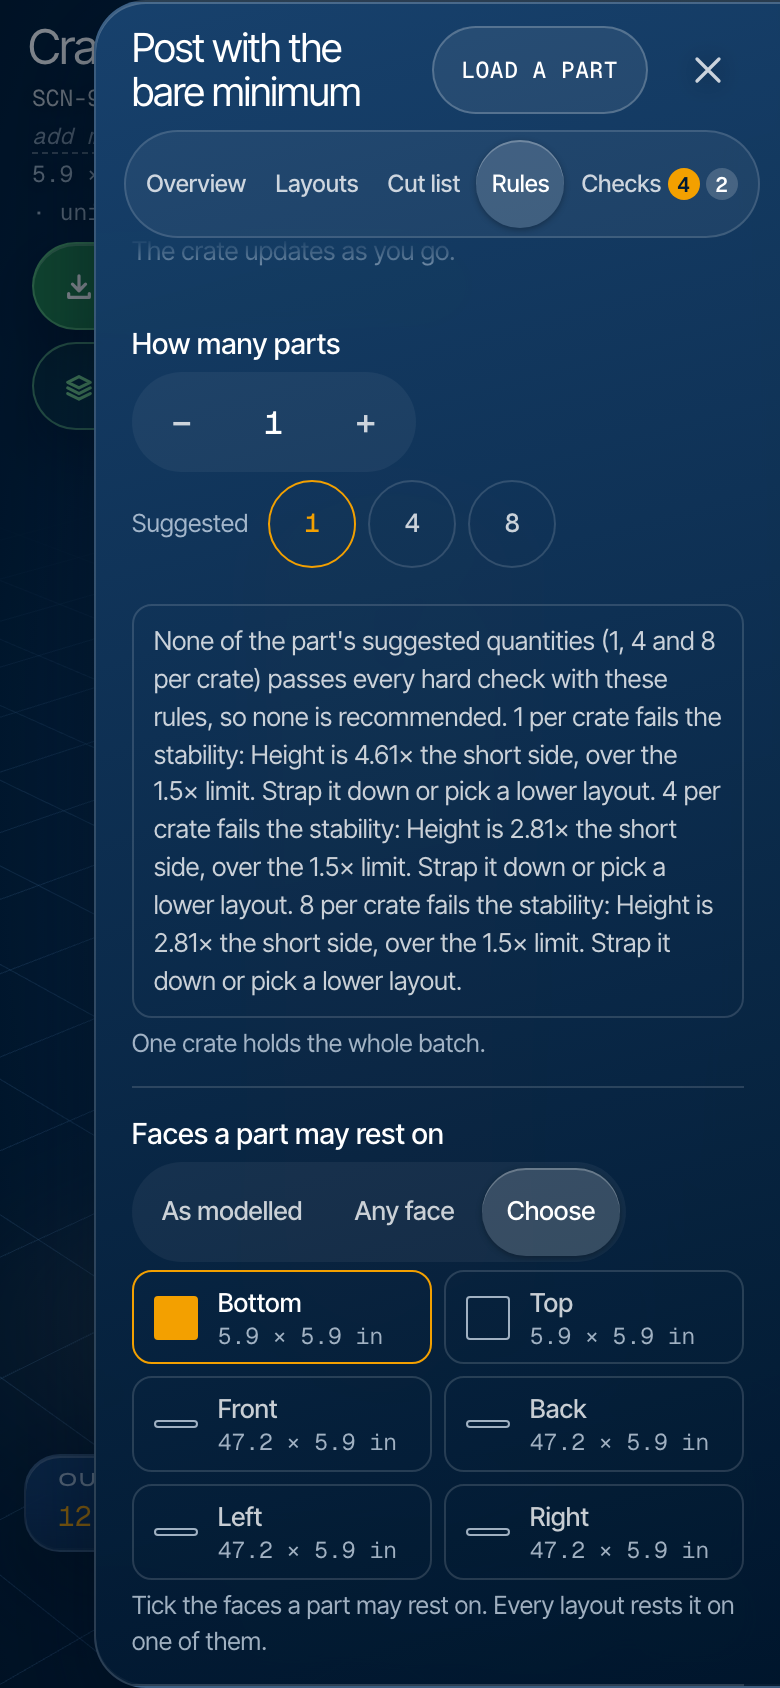 Post with the
bare minimum
LOAD A PART
Cra
SCN-9
add
5.9 ×
· uni
Overview
Layouts
Cut list
Rules
Checks 4 2
The crate updates as you go.
How many parts
− 1 +
Suggested 1 4 8
None of the part's suggested quantities (1, 4 and 8
per crate) passes every hard check with these
rules, so none is recommended. 1 per crate fails the
stability: Height is 4.61× the short side, over the
1.5× limit. Strap it down or pick a lower layout. 4 per
crate fails the stability: Height is 2.81× the short
side, over the 1.5× limit. Strap it down or pick a
lower layout. 8 per crate fails the stability: Height is
2.81× the short side, over the 1.5× limit. Strap it
down or pick a lower layout.
One crate holds the whole batch.
Faces a part may rest on
As modelled
Any face
Choose
Bottom
5.9 × 5.9 in
Top
5.9 × 5.9 in
Front
47.2 × 5.9 in
Back
47.2 × 5.9 in
OU
12
Left
47.2 × 5.9 in
Right
47.2 × 5.9 in
Tick the faces a part may rest on. Every layout rests it on
one of them.